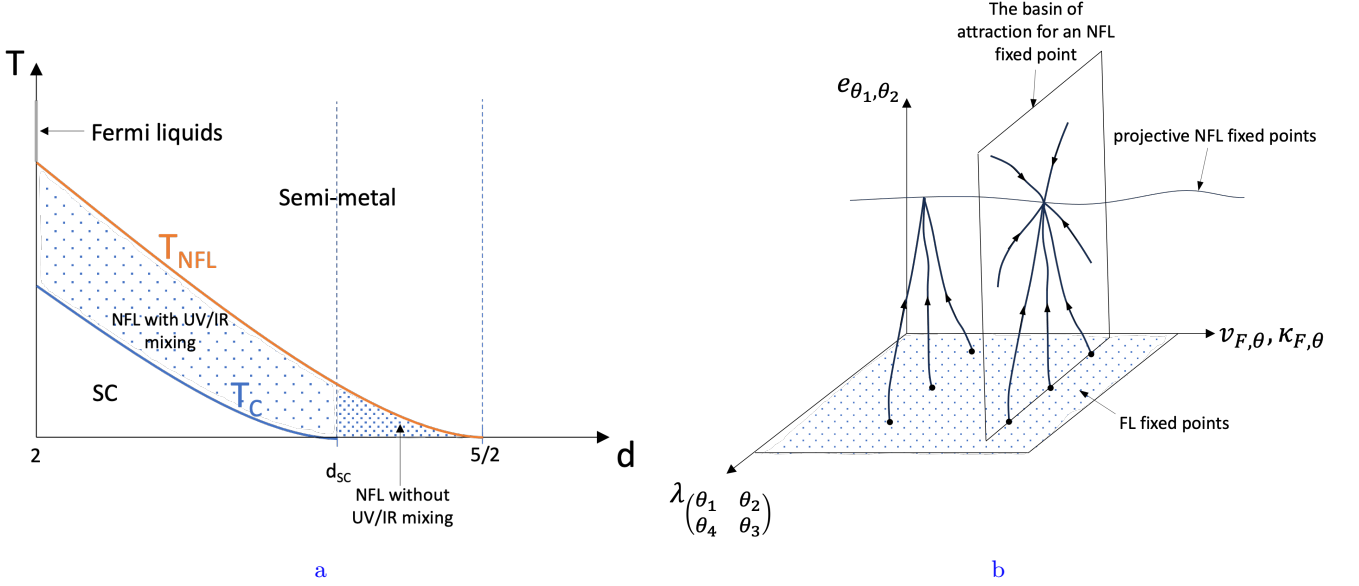 T
Fermi liquids
Semi-metal
T_NFL
NFL with UV/IR
mixing
SC
T_C
2
d_SC
5/2
d
NFL without
UV/IR mixing
a
The basin of
attraction for an NFL
fixed point
e_θ₁,θ₂
projective NFL fixed points
v_F,θ, κ_F,θ
FL fixed points
λ_(θ₁ θ₂
θ₄ θ₃)
b